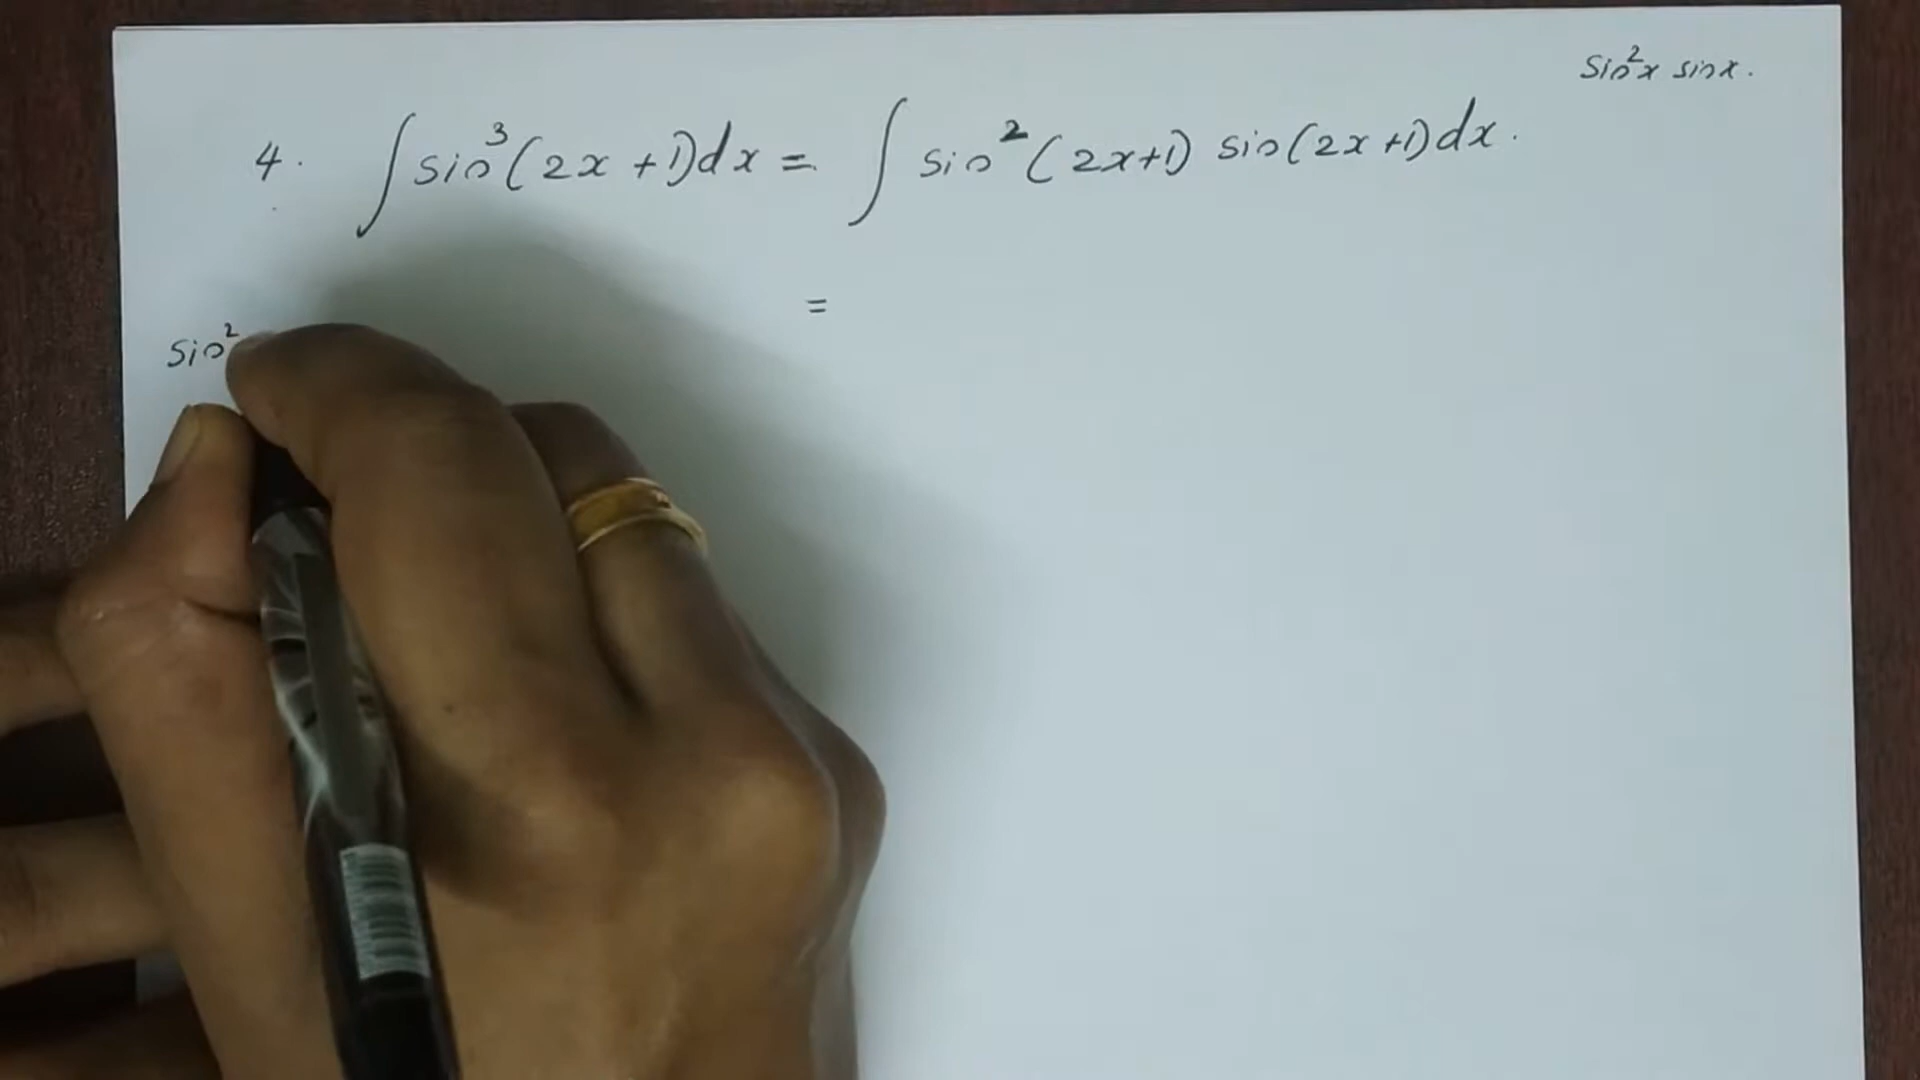 sin²x sinx.
4. ∫sin³(2x+1)dx = ∫sin²(2x+1) sin(2x+1)dx.
=
sin²